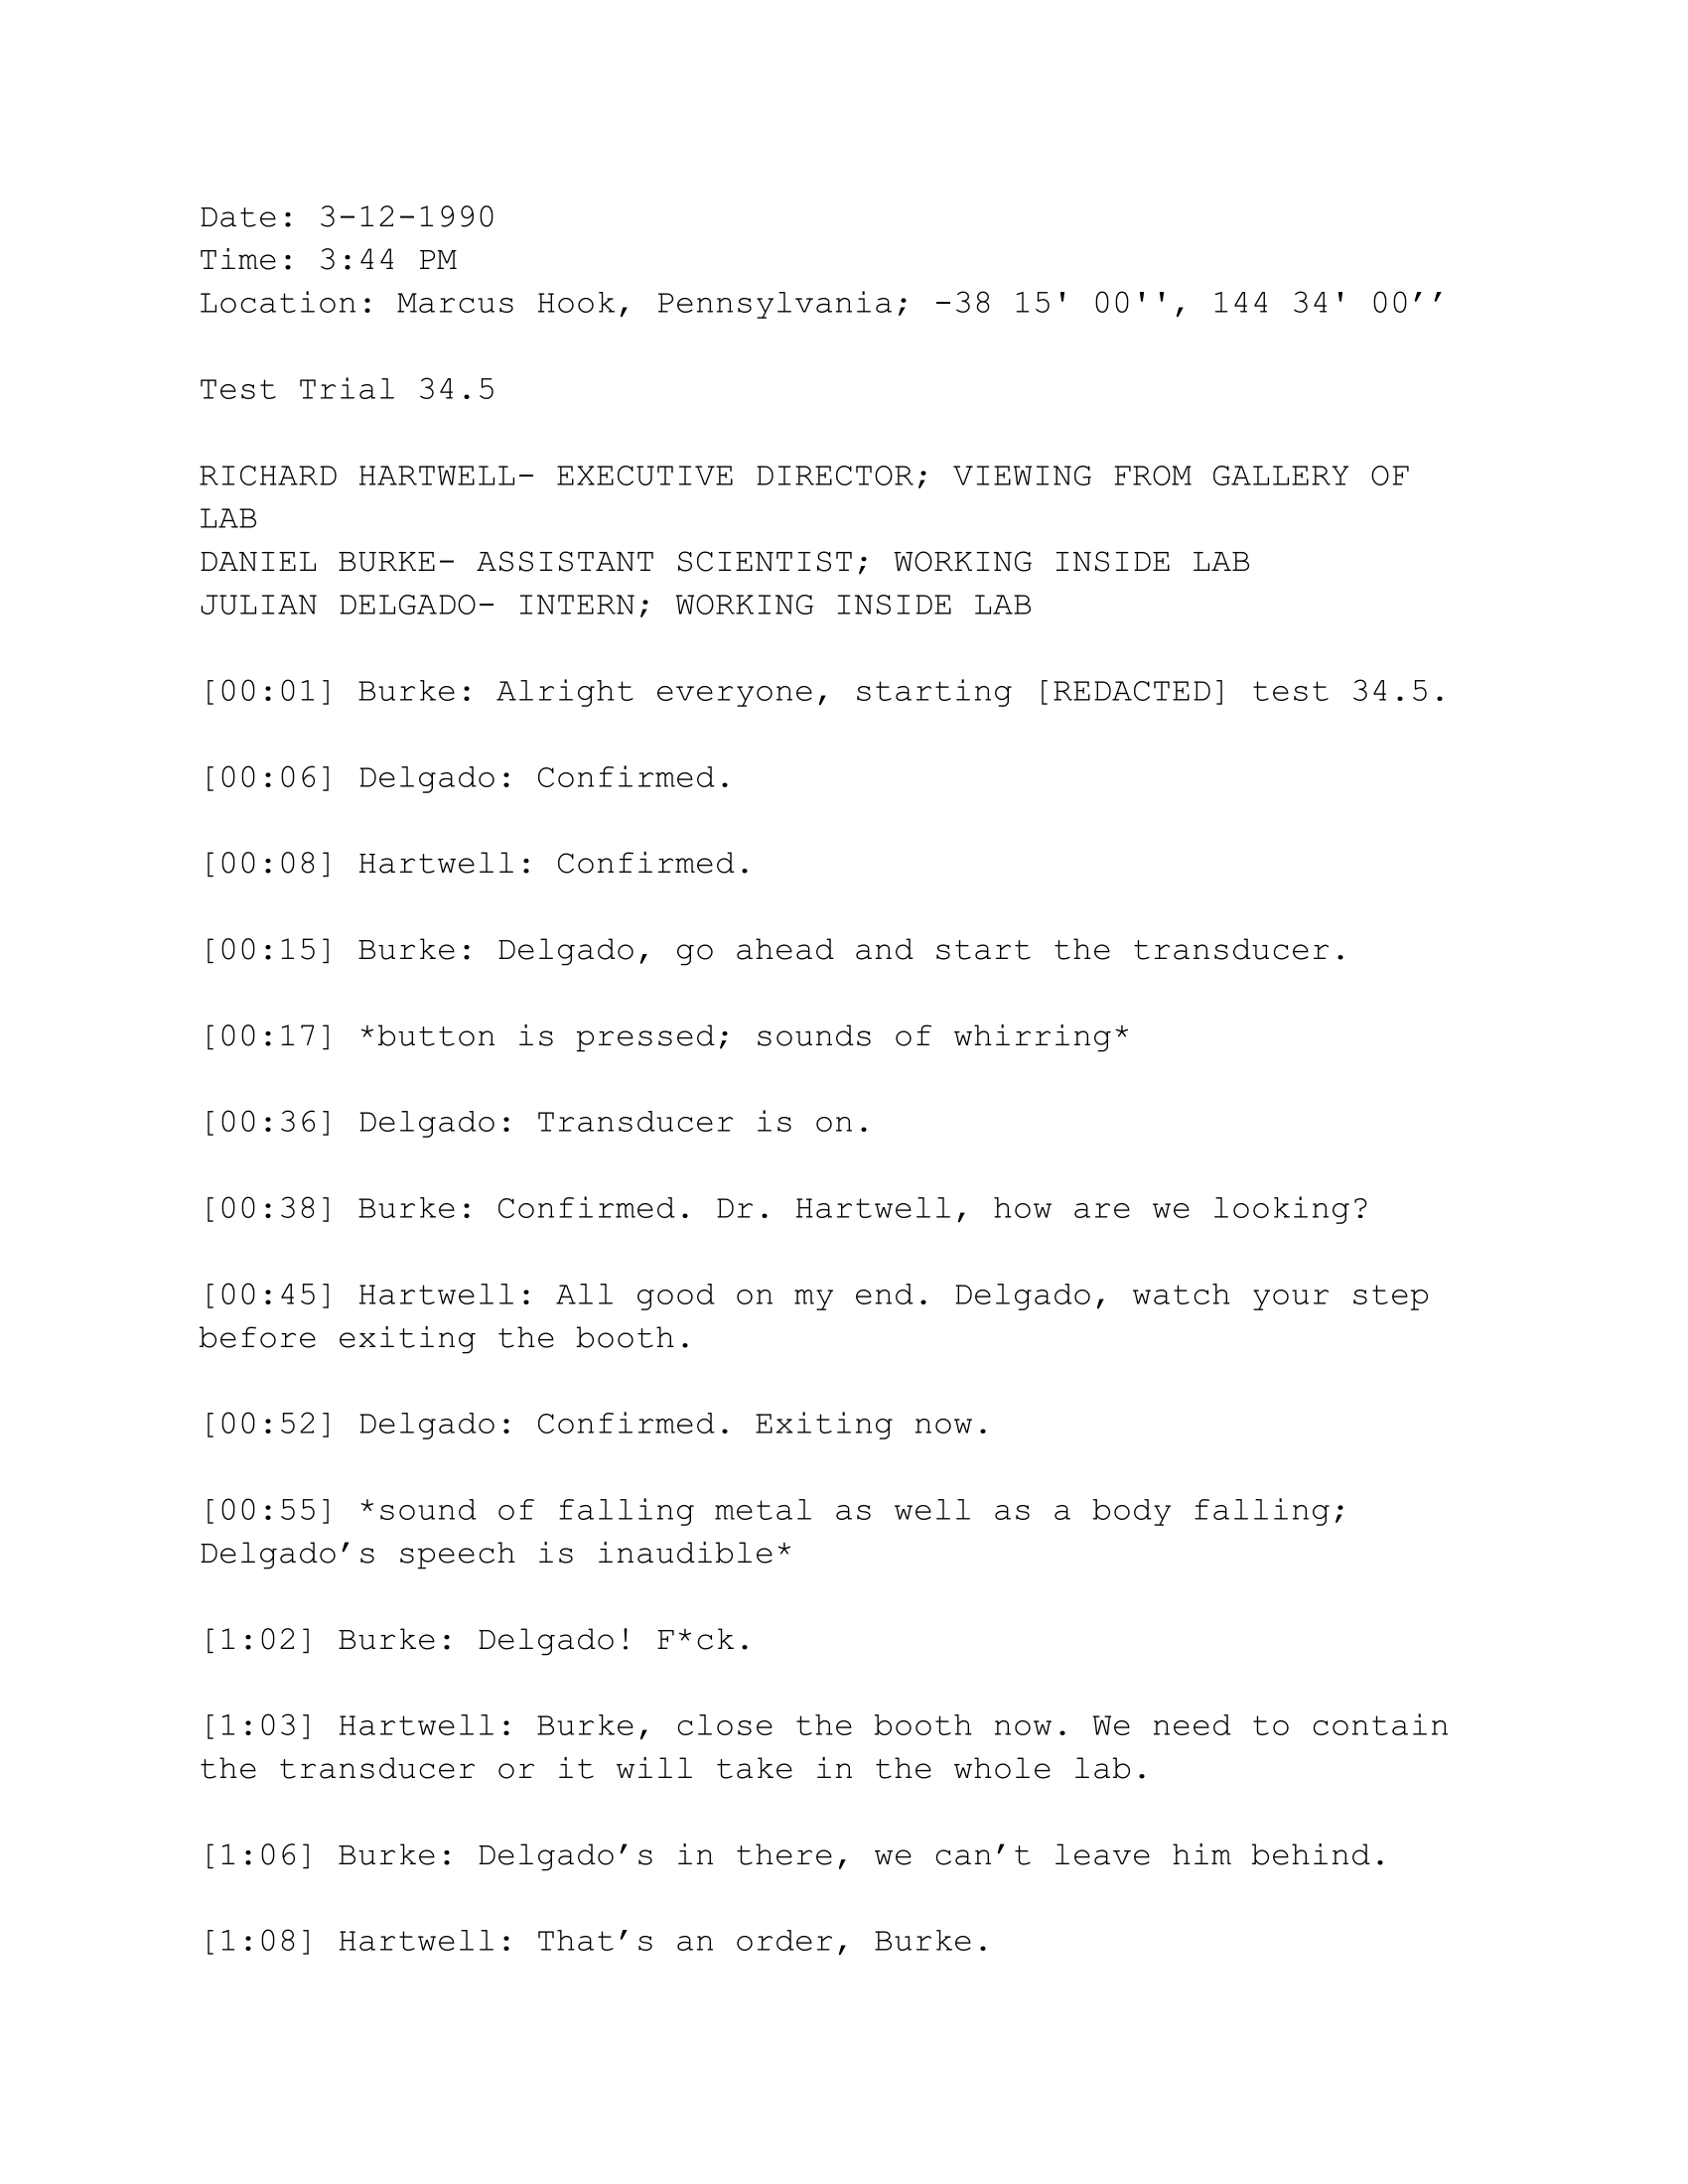 Date: 3-12-1990
Time: 3:44 PM
Location: Marcus Hook, Pennsylvania; -38 15' 00'', 144 34' 00’’
Test Trial 34.5
RICHARD HARTWELL- EXECUTIVE DIRECTOR; VIEWING FROM GALLERY OF
LAB
DANIEL BURKE- ASSISTANT SCIENTIST; WORKING INSIDE LAB
JULIAN DELGADO- INTERN; WORKING INSIDE LAB
[00:01] Burke: Alright everyone, starting [REDACTED] test 34.5.
[00:06] Delgado: Confirmed.
[00:08] Hartwell: Confirmed.
[00:15] Burke: Delgado, go ahead and start the transducer.
[00:17] *button is pressed; sounds of whirring*
[00:36] Delgado: Transducer is on.
[00:38] Burke: Confirmed. Dr. Hartwell, how are we looking?
[00:45] Hartwell: All good on my end. Delgado, watch your step
before exiting the booth.
[00:52] Delgado: Confirmed. Exiting now.
[00:55] *sound of falling metal as well as a body falling;
Delgado’s speech is inaudible*
[1:02] Burke: Delgado! F*ck.
[1:03] Hartwell: Burke, close the booth now. We need to contain
the transducer or it will take in the whole lab.
[1:06] Burke: Delgado’s in there, we can’t leave him behind.
[1:08] Hartwell: That’s an order, Burke.